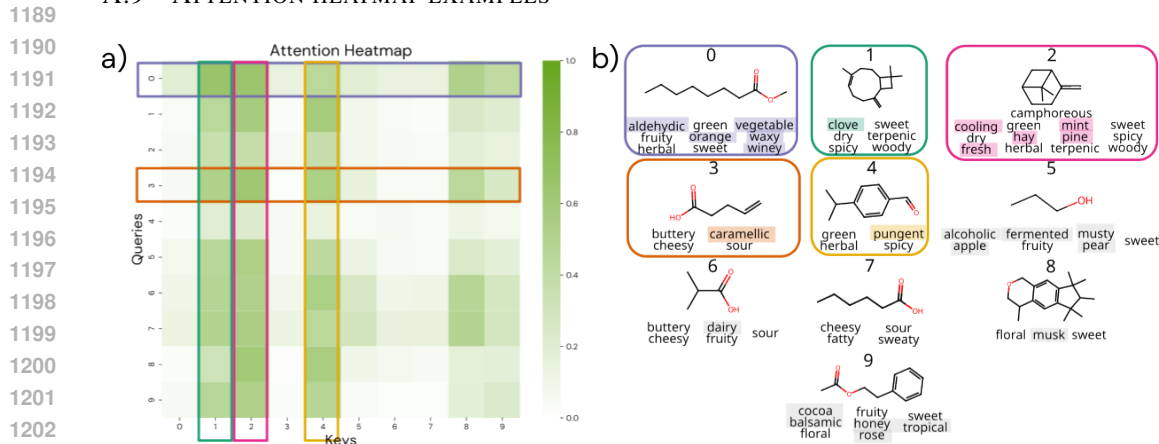 1189
A.9 ATTENTION HEATMAP EXAMPLES
1190
1191
1192
1193
1194
1195
1196
1197
1198
1199
1200
1201
1202
a)
Attention Heatmap
Queries
0
1
2
3
4
5
6
7
8
9
0 1 2 3 4 5 6 7 8 9
Keys
1.0
0.8
0.6
0.4
0.2
0.0
b)
0
O
O
aldehydic green vegetable
fruity orange waxy
herbal sweet winey
1
clove sweet
dry terpenic
spicy woody
2
camphoreous
cooling green mint sweet
dry hay pine spicy
fresh herbal terpenic woody
3
O
HO
buttery caramellic
cheesy sour
4
O
green pungent
herbal spicy
5
OH
alcoholic fermented musty
apple fruity pear sweet
6
O
OH
buttery dairy
cheesy fruity sour
7
O
OH
cheesy sour
fatty sweaty
8
O
floral musk sweet
9
O
O
cocoa fruity sweet
balsamic honey tropical
floral rose